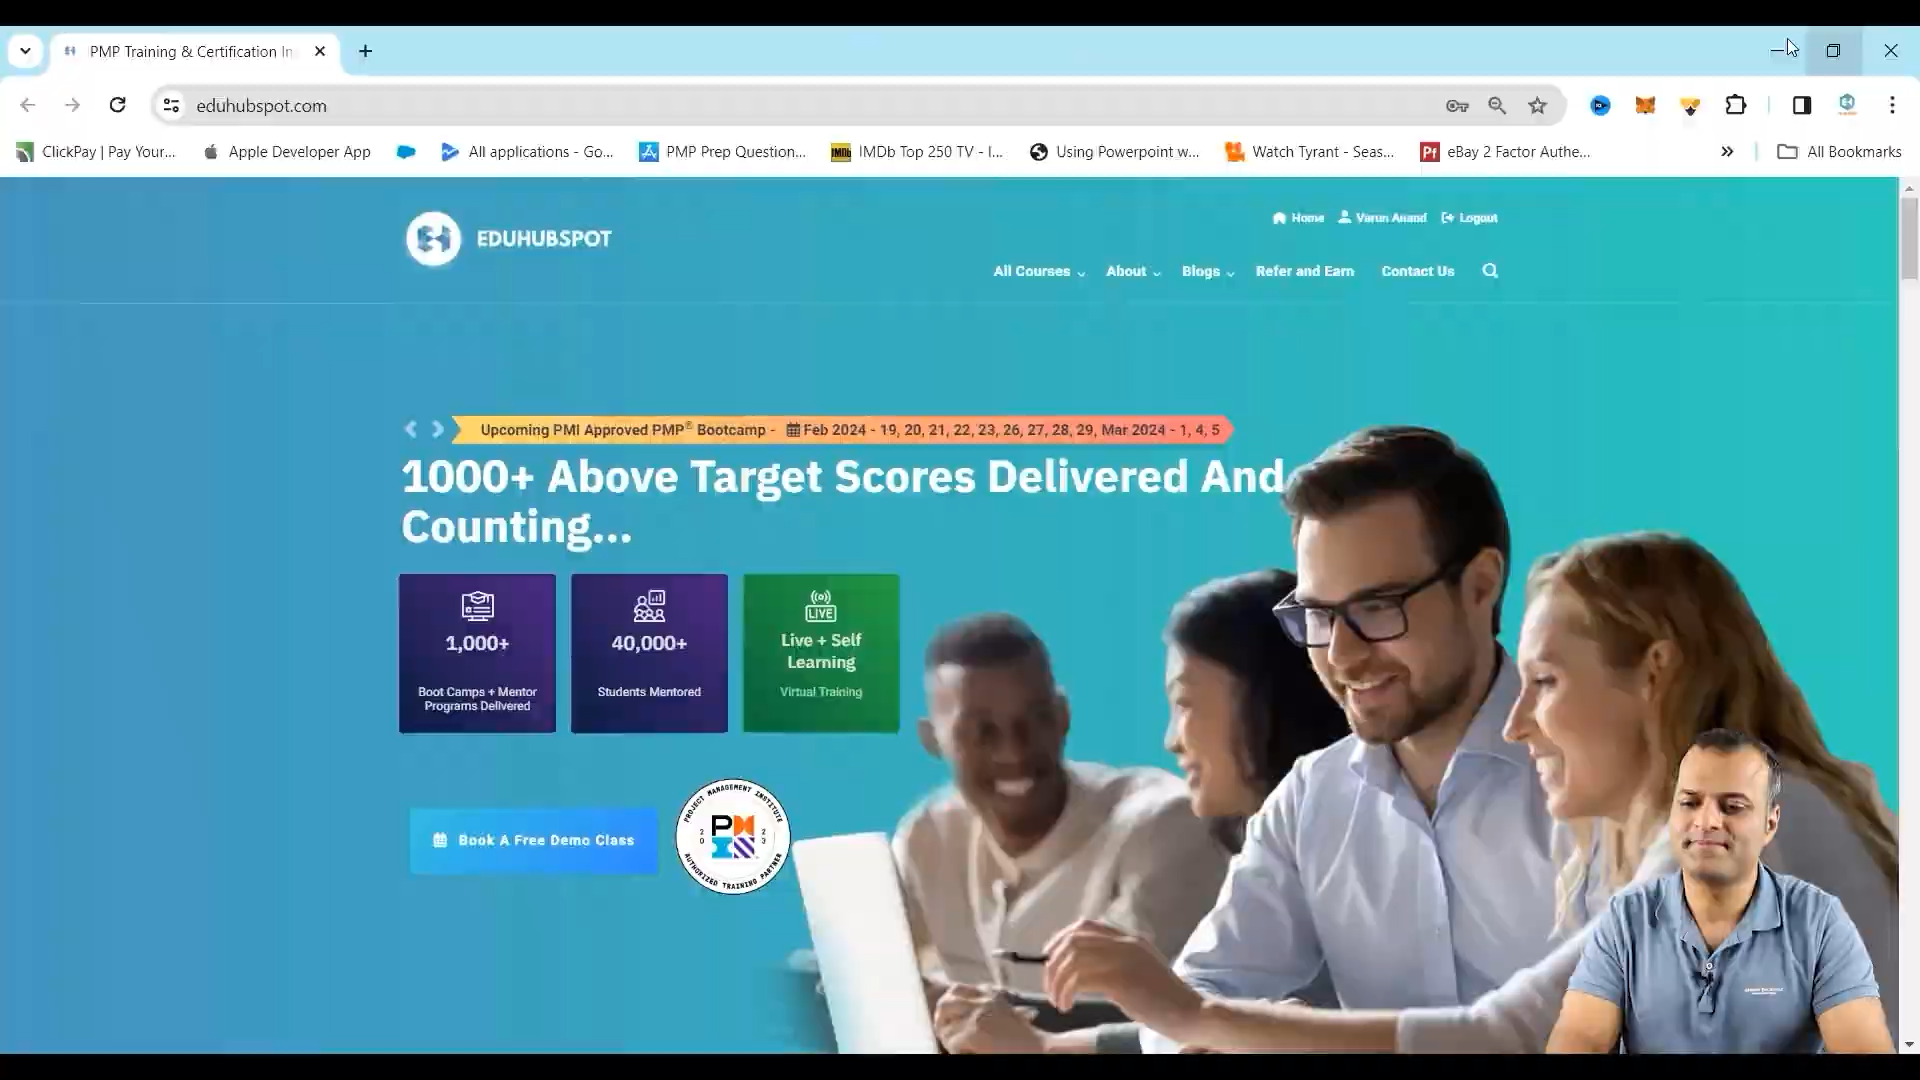 PMP Training & Certification In
eduhubspot.com
ClickPay | Pay Your...
Apple Developer App
All applications - Go...
PMP Prep Question...
IMDb
IMDb Top 250 TV - I...
Using Powerpoint w...
Watch Tyrant - Seas...
Pf
eBay 2 Factor Authe...
All Bookmarks
EDUHUBSPOT
Home
Varun Anand
Logout
All Courses
About
Blogs
Refer and Earn
Contact Us
Upcoming PMI Approved PMP® Bootcamp - Feb 2024 - 19, 20, 21, 22, 23, 26, 27, 28, 29, Mar 2024 - 1, 4, 5
1000+ Above Target Scores Delivered And
Counting...
1,000+
Boot Camps + Mentor
Programs Delivered
40,000+
Students Mentored
LIVE
Live + Self
Learning
Virtual Training
Book A Free Demo Class
PROJECT MANAGEMENT INSTITUTE
2023
AUTHORIZED TRAINING PARTNER